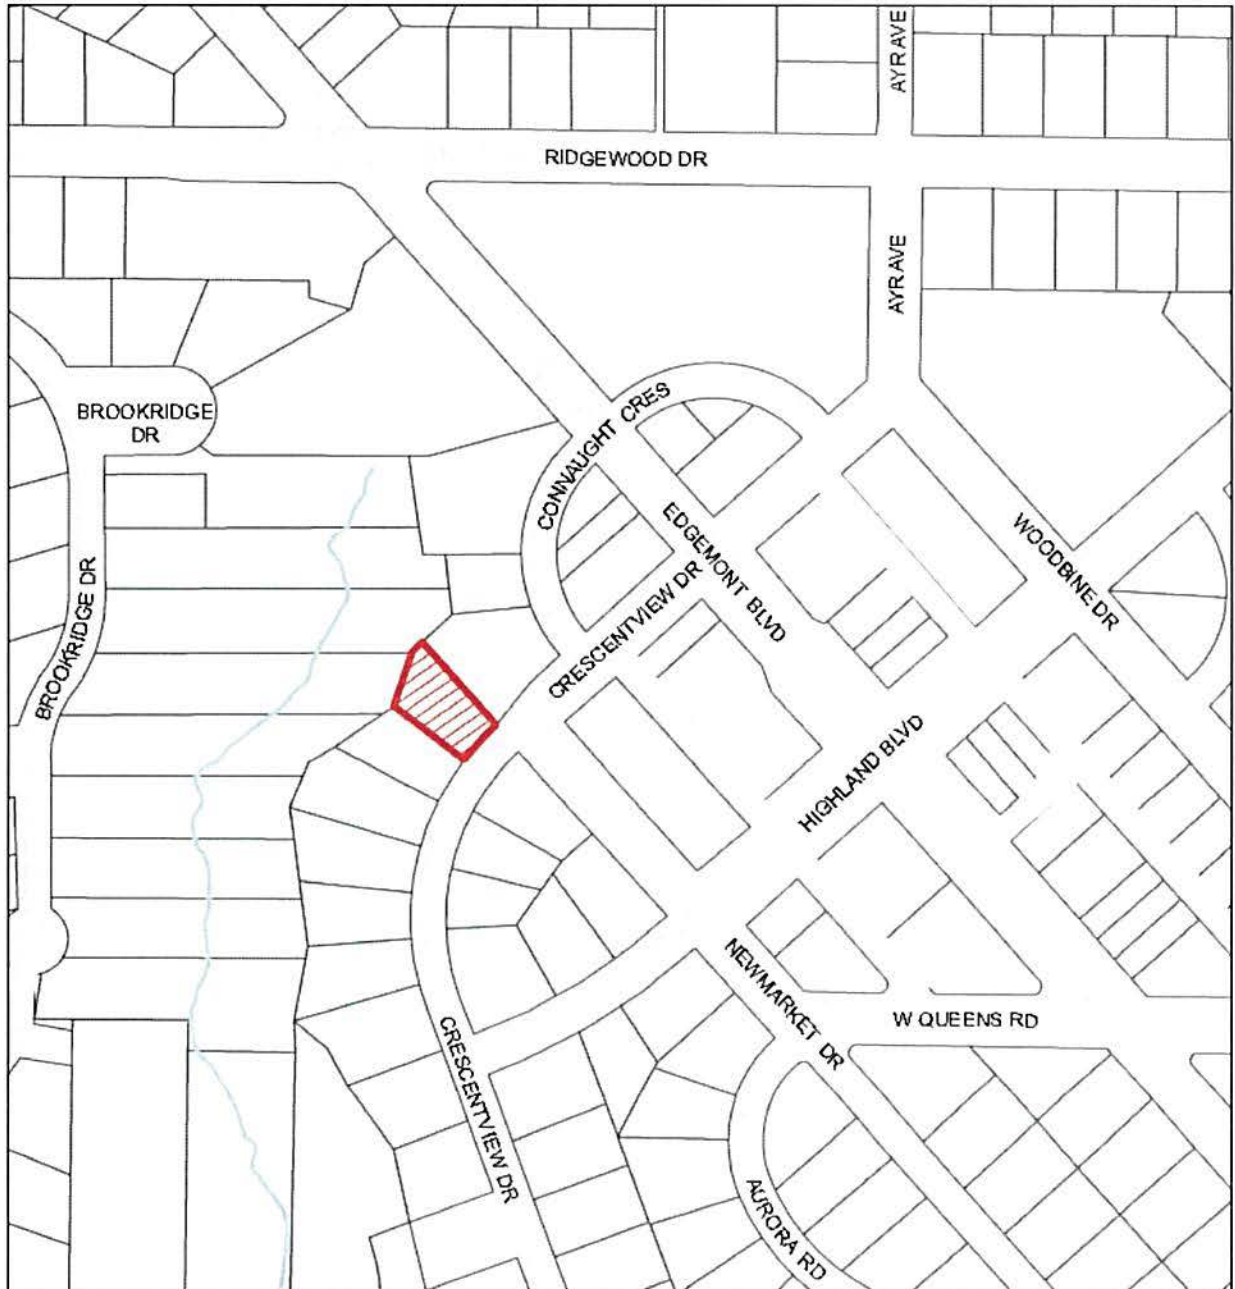 AYR AVE
RIDGEWOOD DR
AYR AVE
CONNAUGHT CRES
BROOKRIDGE
DR
EDGEMONT BLVD
WOODBINE DR
CRESCENTVIEW DR
BROOKRIDGE DR
HIGHLAND BLVD
NEWMARKET DR
W QUEENS RD
CRESCENTVIEW DR
AURORA RD